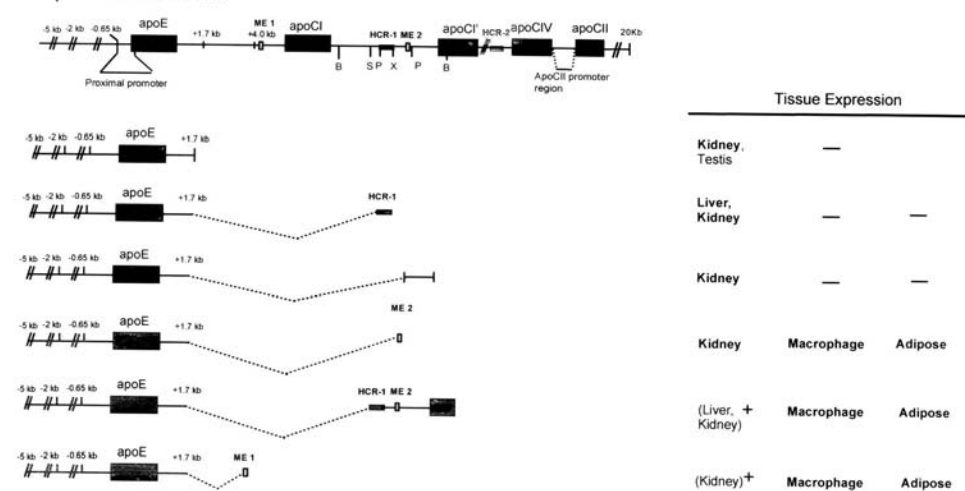 -5 kb -2 kb -0.65 kb apoE +1.7 kb ME 1 +4.0 kb apoCI HCR-1 ME 2 apoCI' HCR-2 apoCIV apoCII 20Kb
B S P X P B
Proximal promoter
ApoCII promoter
region
Tissue Expression
-5 kb -2 kb -0.65 kb apoE +1.7 kb
Kidney, —
Testis
-5 kb -2 kb -0.65 kb apoE +1.7 kb HCR-1
Liver,
Kidney — —
-5 kb -2 kb -0.65 kb apoE +1.7 kb
Kidney — —
ME 2
-5 kb -2 kb -0.65 kb apoE +1.7 kb
Kidney Macrophage Adipose
-5 kb -2 kb -0.65 kb apoE +1.7 kb HCR-1 ME 2
(Liver, + Macrophage Adipose
Kidney)
-5 kb -2 kb -0.65 kb apoE +1.7 kb ME 1
(Kidney)+ Macrophage Adipose